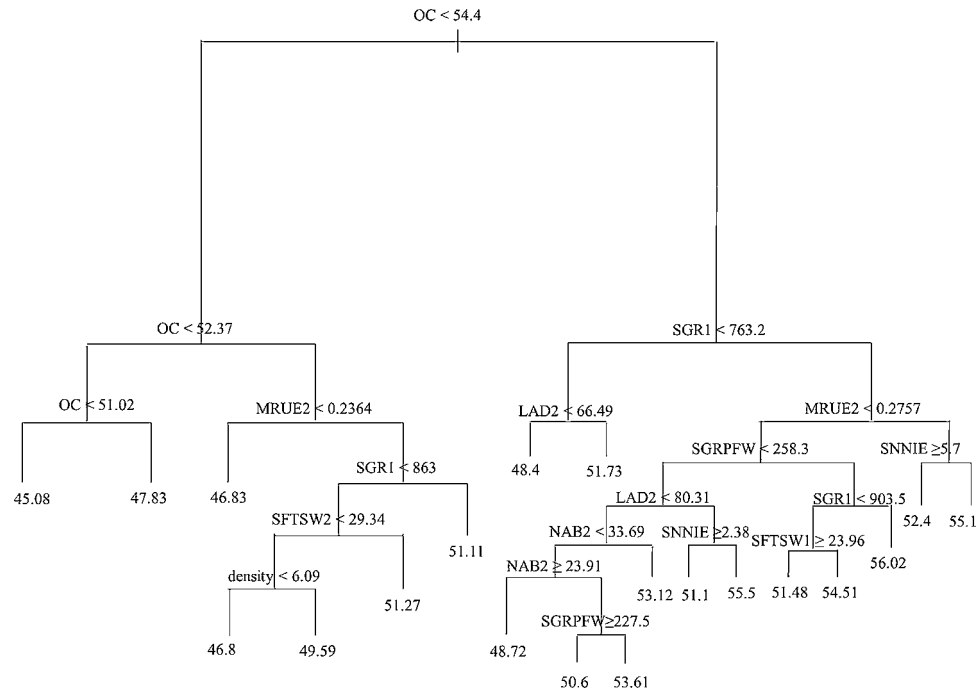 OC < 54.4
OC < 52.37
SGR1 < 763.2
OC < 51.02
MRUE2 < 0.2364
LAD2 < 66.49
MRUE2 < 0.2757
SGRPFW < 258.3
SNNIE ≥5.7
SGR1 < 863
48.4
51.73
45.08
47.83
46.83
LAD2 < 80.31
SGR1 < 903.5
52.4
55.1
SFTSW2 < 29.34
NAB2 < 33.69
SNNIE ≥2.38
SFTSW1 ≥ 23.96
51.11
56.02
density < 6.09
NAB2 ≥ 23.91
51.27
53.12
51.1
55.5
51.48
54.51
SGRPFW≥227.5
46.8
49.59
48.72
50.6
53.61